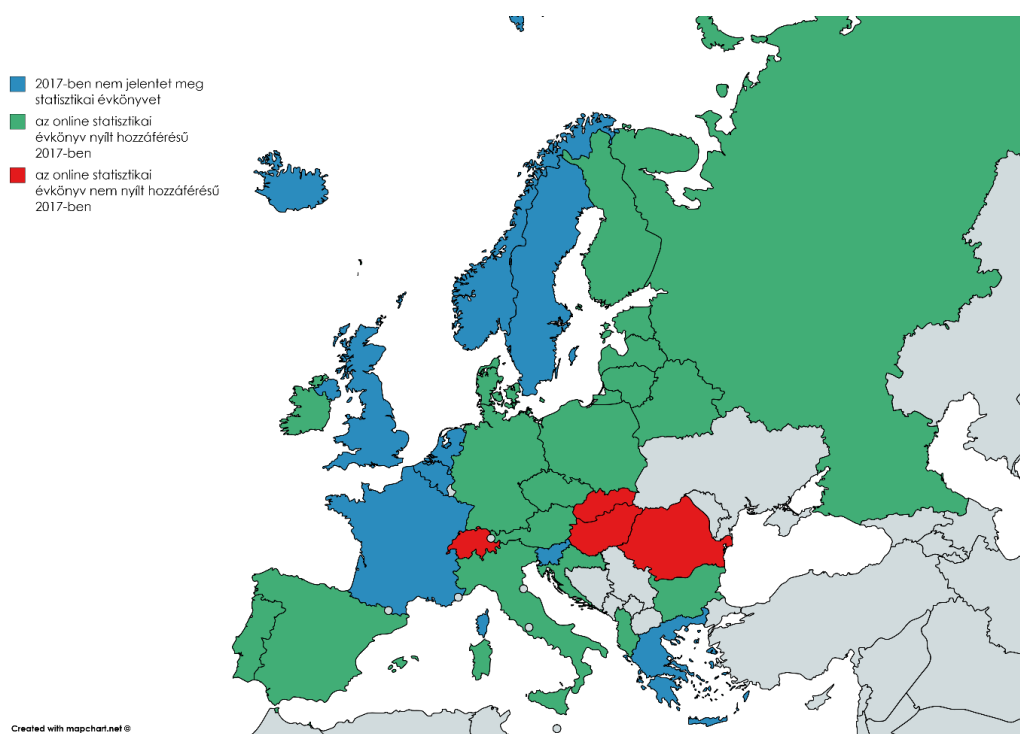 2017-ben nem jelentet meg
statisztikai évkönyvet
az online statisztikai
évkönyv nyílt hozzáférésű
2017-ben
az online statisztikai
évkönyv nem nyílt hozzáférésű
2017-ben
Created with mapchart.net ©